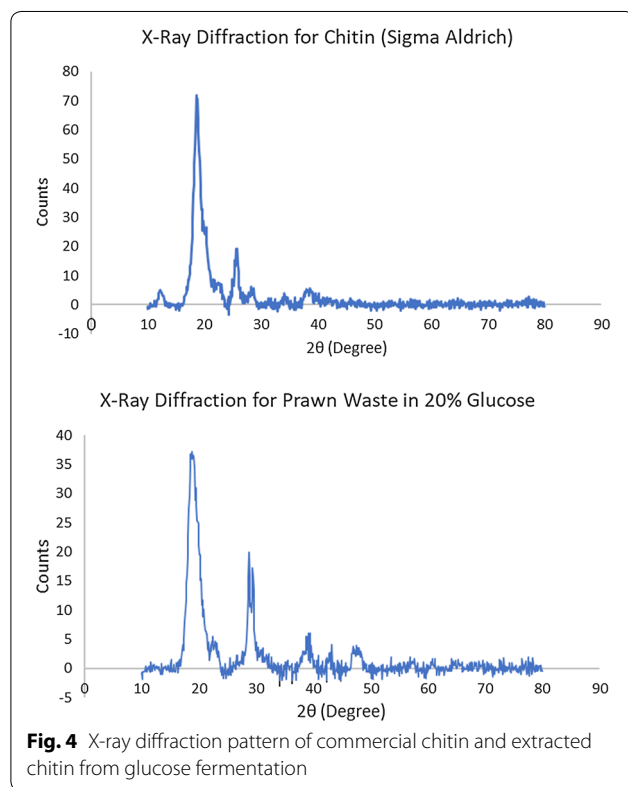 X-Ray Diffraction for Chitin (Sigma Aldrich)
80
70
60
50
40
30
20
10
0
-10
Counts
0 10 20 30 40 50 60 70 80 90
2θ (Degree)
X-Ray Diffraction for Prawn Waste in 20% Glucose
40
35
30
25
20
15
10
5
0
-5
Counts
0 10 20 30 40 50 60 70 80 90
2θ (Degree)
Fig. 4 X-ray diffraction pattern of commercial chitin and extracted
chitin from glucose fermentation